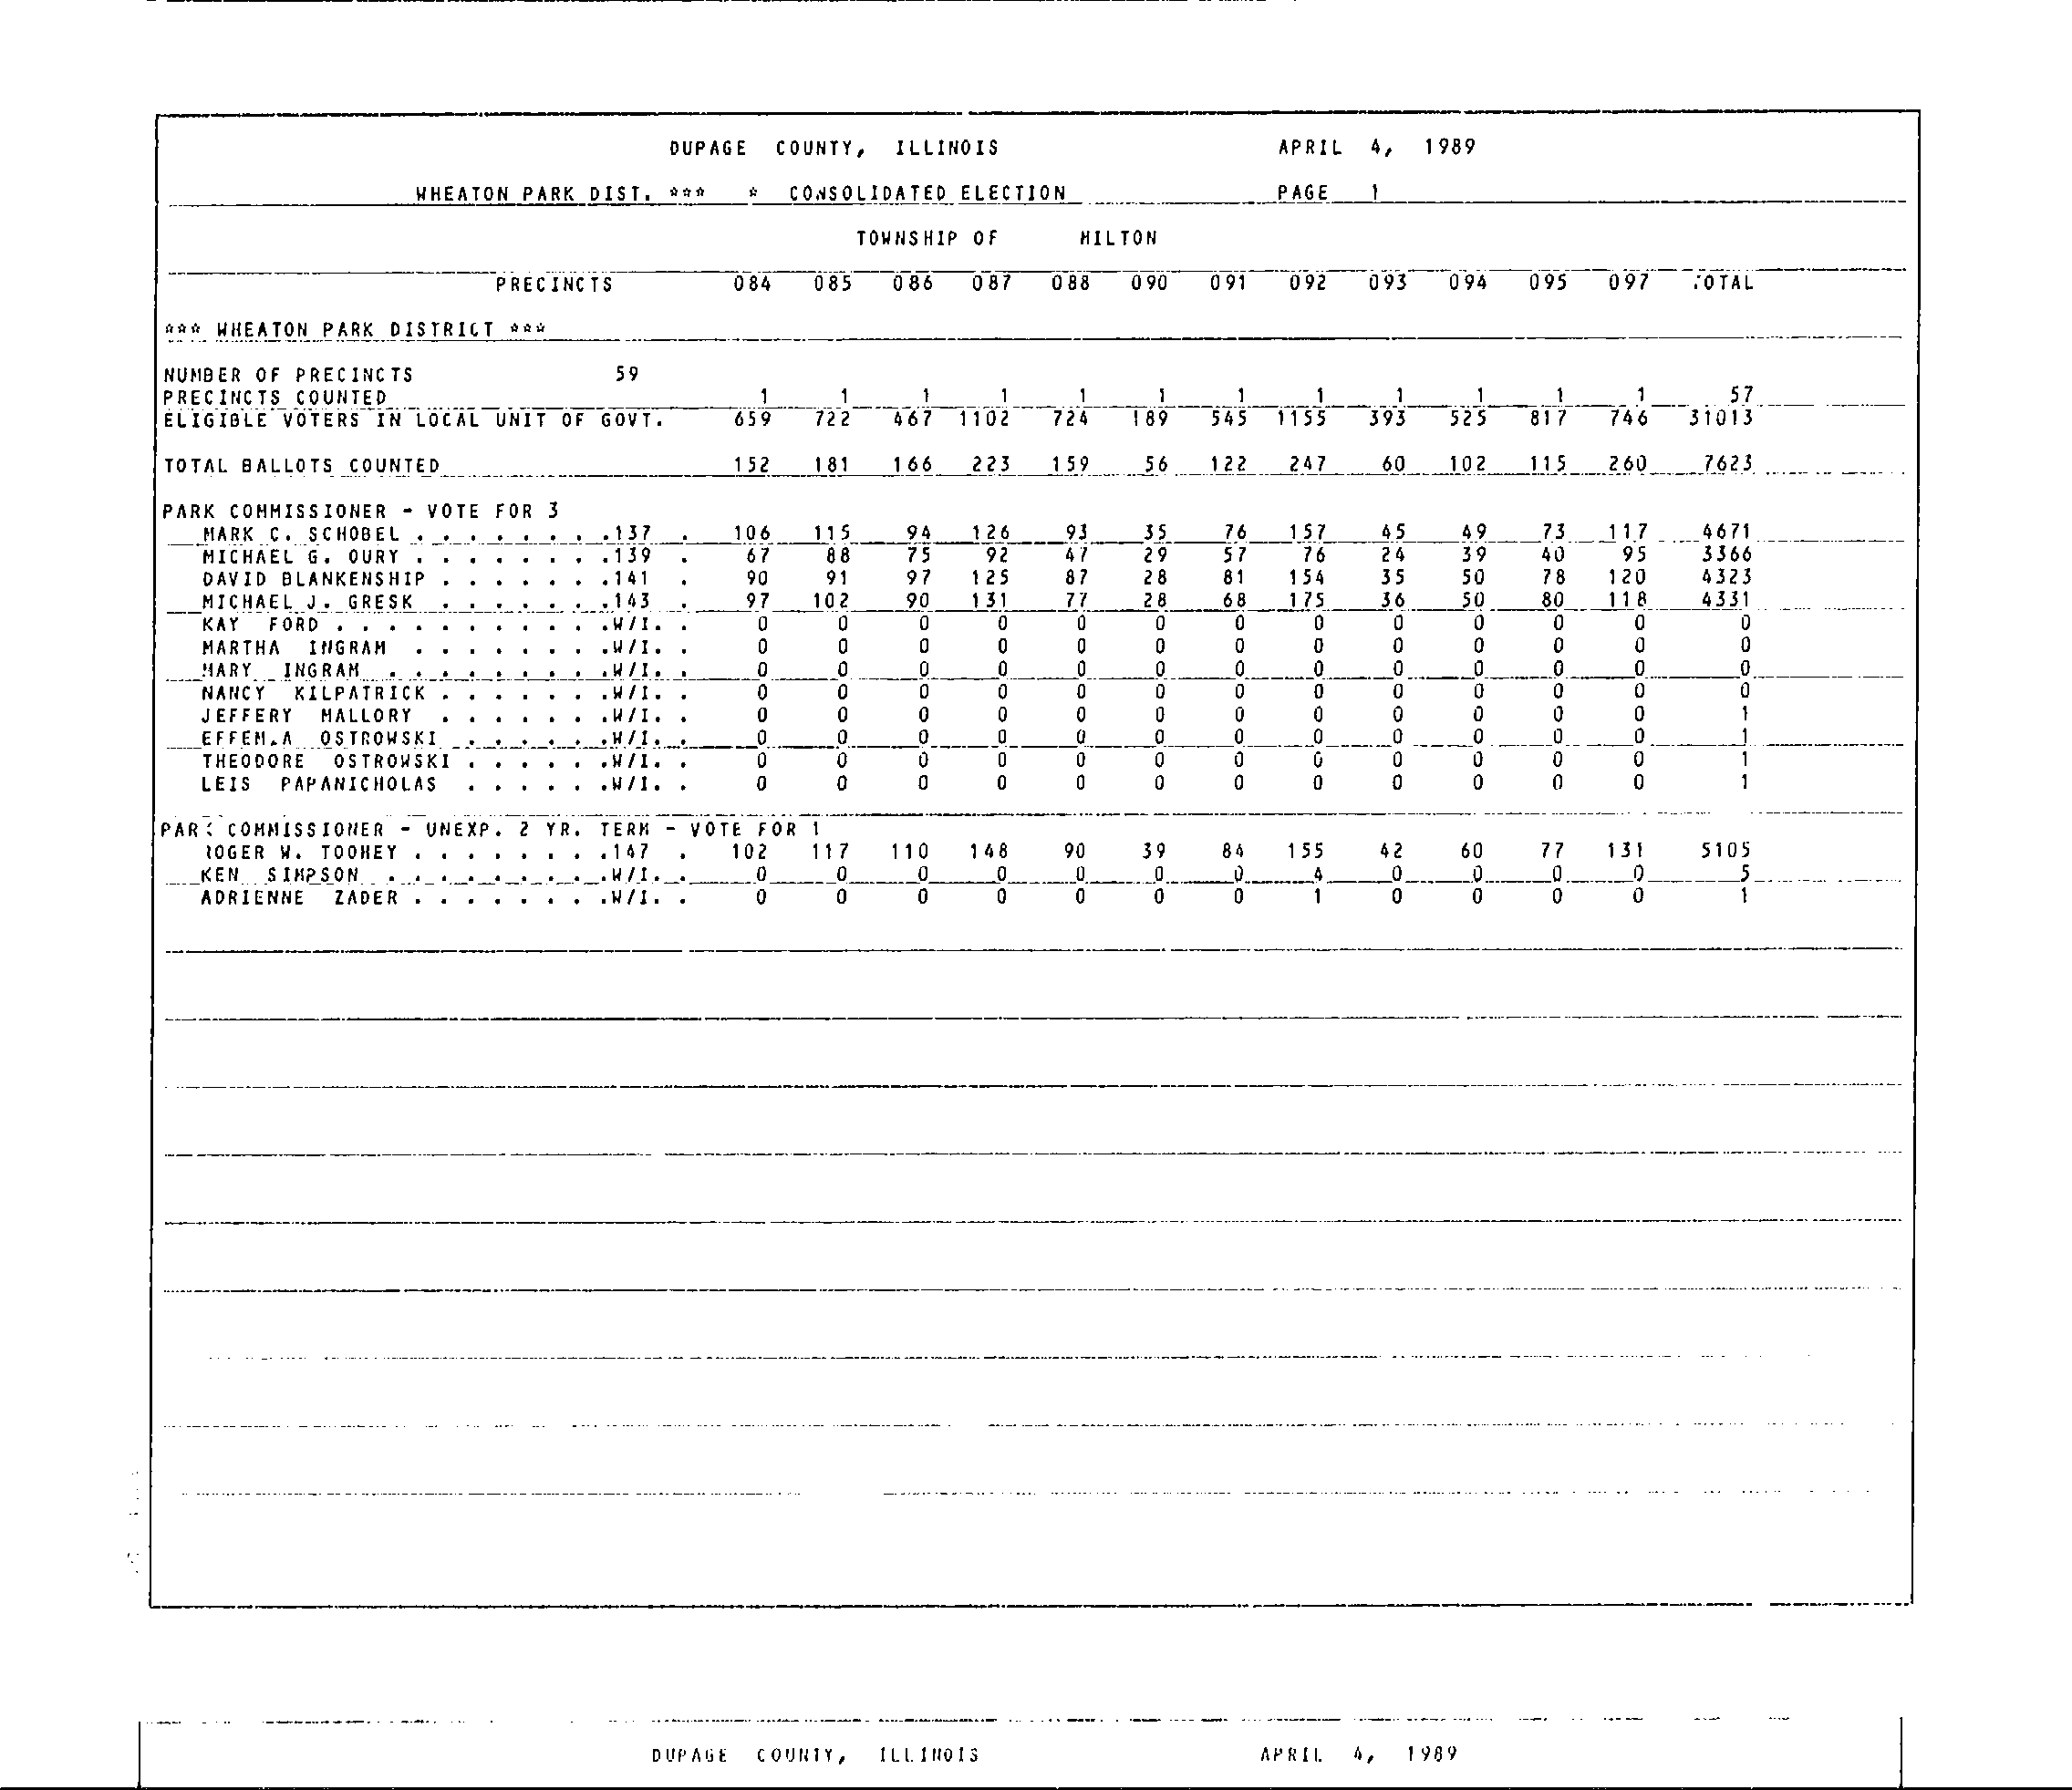 DUPAGE COUNTY, ILLINOIS APRIL 4, 1989
WHEATON PARK DIST. *** * CONSOLIDATED ELECTION PAGE 1
TOWNSHIP OF MILTON
PRECINCTS 084 085 086 087 088 090 091 092 093 094 095 097 TOTAL
*** WHEATON PARK DISTRICT ***
NUMBER OF PRECINCTS 59
PRECINCTS COUNTED 1 1 1 1 1 1 1 1 1 1 1 1 57
ELIGIBLE VOTERS IN LOCAL UNIT OF GOVT. 659 722 467 1102 724 189 545 1155 393 525 817 746 31013
TOTAL BALLOTS COUNTED 152 181 166 223 159 56 122 247 60 102 115 260 7623
PARK COMMISSIONER - VOTE FOR 3
MARK C. SCHOBEL . . . . . . . .137 . 106 115 94 126 93 35 76 157 45 49 73 117 4671
MICHAEL G. OURY . . . . . . . .139 . 67 88 75 92 47 29 57 76 24 39 40 95 3366
DAVID BLANKENSHIP . . . . . . .141 . 90 91 97 125 87 28 81 154 35 50 78 120 4323
MICHAEL J. GRESK . . . . . . .143 . 97 102 90 131 77 28 68 175 36 50 80 118 4331
KAY FORD . . . . . . . . . . .W/I. . 0 0 0 0 0 0 0 0 0 0 0 0 0
MARTHA INGRAM . . . . . . . .W/I. . 0 0 0 0 0 0 0 0 0 0 0 0 0
MARY INGRAM . . . . . . . . .W/I. . 0 0 0 0 0 0 0 0 0 0 0 0 0
NANCY KILPATRICK . . . . . . .W/I. . 0 0 0 0 0 0 0 0 0 0 0 0 0
JEFFERY MALLORY . . . . . . .W/I. . 0 0 0 0 0 0 0 0 0 0 0 0 1
EFFEM.A OSTROWSKI . . . . . .W/I. . 0 0 0 0 0 0 0 0 0 0 0 0 1
THEODORE OSTROWSKI . . . . . .W/I. . 0 0 0 0 0 0 0 0 0 0 0 0 1
LEIS PAPANICHOLAS . . . . . .W/I. . 0 0 0 0 0 0 0 0 0 0 0 0 1
PARK COMMISSIONER - UNEXP. 2 YR. TERM - VOTE FOR 1
ROGER W. TOOHEY . . . . . . . .147 . 102 117 110 148 90 39 84 155 42 60 77 131 5105
KEN SIMPSON . . . . . . . . .W/I. . 0 0 0 0 0 0 0 4 0 0 0 0 5
ADRIENNE ZADER . . . . . . . .W/I. . 0 0 0 0 0 0 0 1 0 0 0 0 1
DUPAGE COUNTY, ILLINOIS APRIL 4, 1989